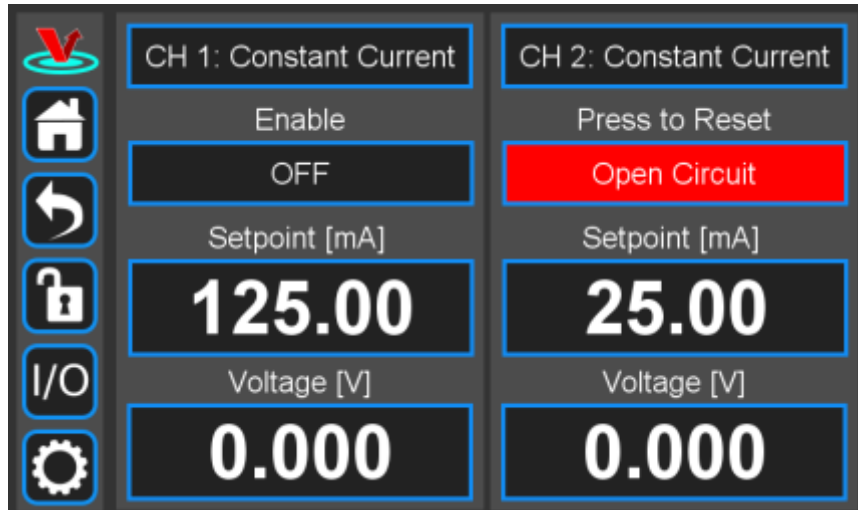 CH 1: Constant Current
Enable
OFF
Setpoint [mA]
125.00
Voltage [V]
0.000
CH 2: Constant Current
Press to Reset
Open Circuit
Setpoint [mA]
25.00
Voltage [V]
0.000
I/O